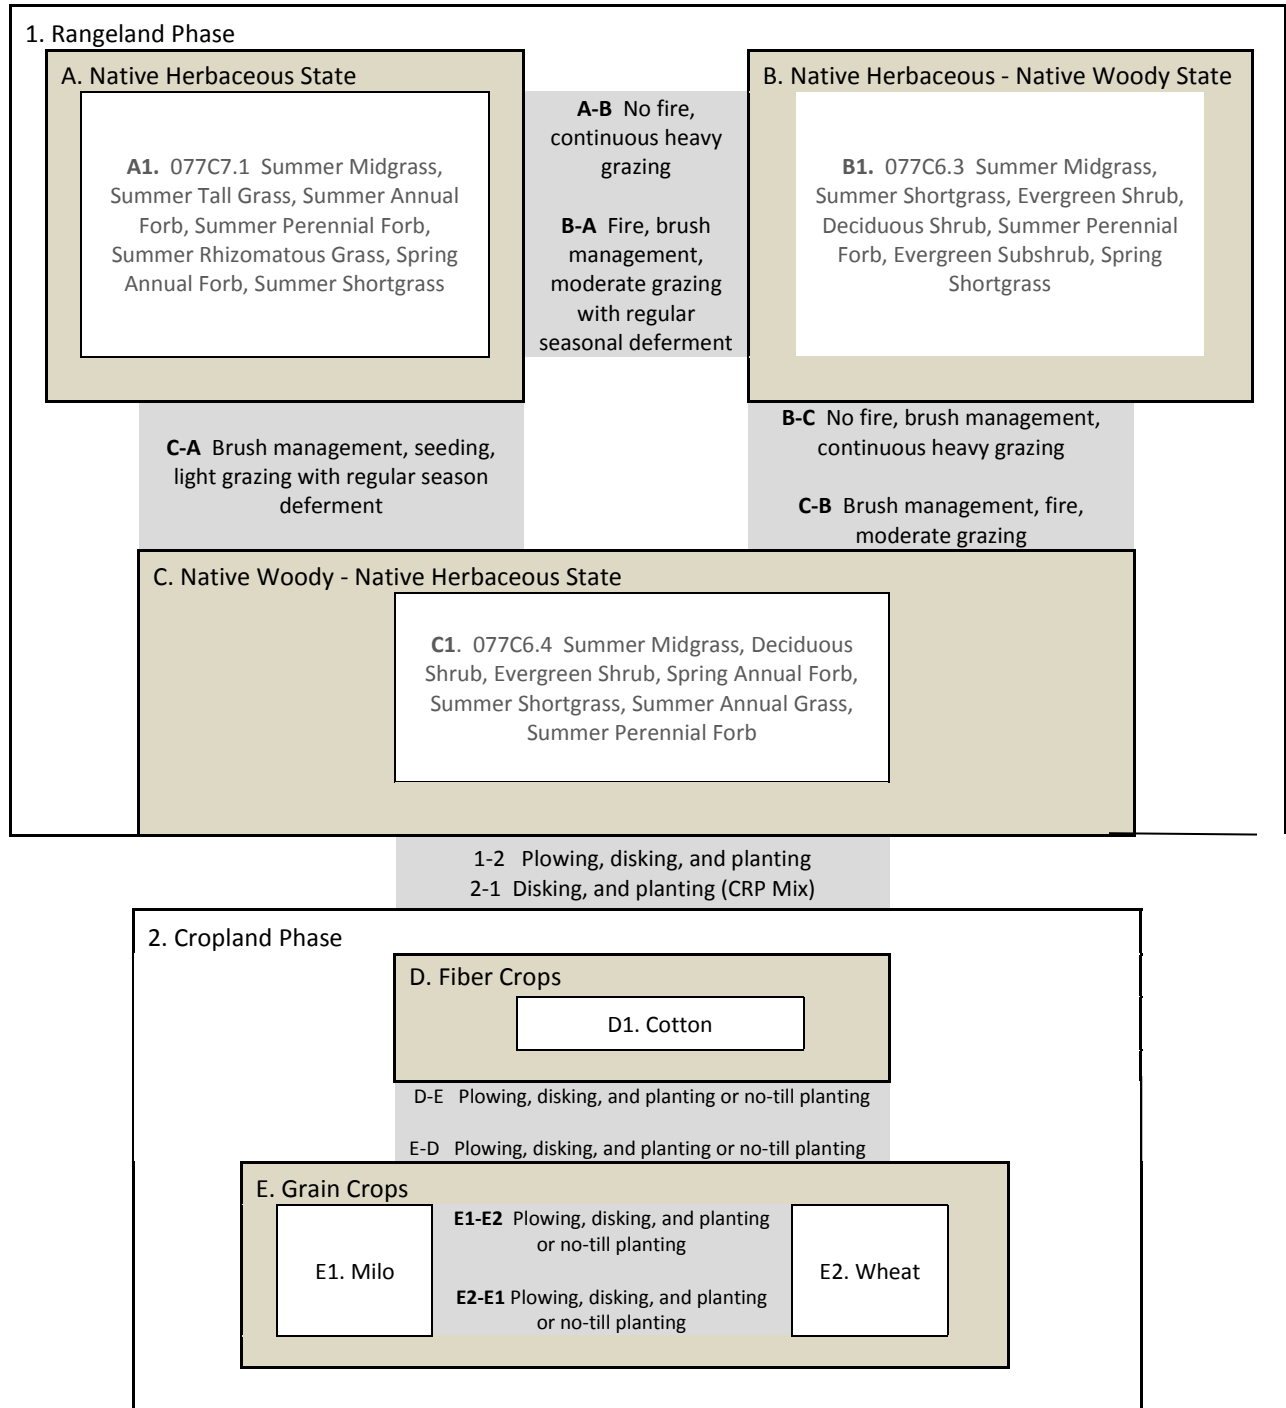 1. Rangeland Phase
A. Native Herbaceous State
A1. 077C7.1 Summer Midgrass,
Summer Tall Grass, Summer Annual
Forb, Summer Perennial Forb,
Summer Rhizomatous Grass, Spring
Annual Forb, Summer Shortgrass
A-B No fire,
continuous heavy
grazing
B-A Fire, brush
management,
moderate grazing
with regular
seasonal deferment
B. Native Herbaceous - Native Woody State
B1. 077C6.3 Summer Midgrass,
Summer Shortgrass, Evergreen Shrub,
Deciduous Shrub, Summer Perennial
Forb, Evergreen Subshrub, Spring
Shortgrass
C-A Brush management, seeding,
light grazing with regular season
deferment
B-C No fire, brush management,
continuous heavy grazing
C-B Brush management, fire,
moderate grazing
C. Native Woody - Native Herbaceous State
C1. 077C6.4 Summer Midgrass, Deciduous
Shrub, Evergreen Shrub, Spring Annual Forb,
Summer Shortgrass, Summer Annual Grass,
Summer Perennial Forb
1-2 Plowing, disking, and planting
2-1 Disking, and planting (CRP Mix)
2. Cropland Phase
D. Fiber Crops
D1. Cotton
D-E Plowing, disking, and planting or no-till planting
E-D Plowing, disking, and planting or no-till planting
E. Grain Crops
E1. Milo
E1-E2 Plowing, disking, and planting
or no-till planting
E2-E1 Plowing, disking, and planting
or no-till planting
E2. Wheat